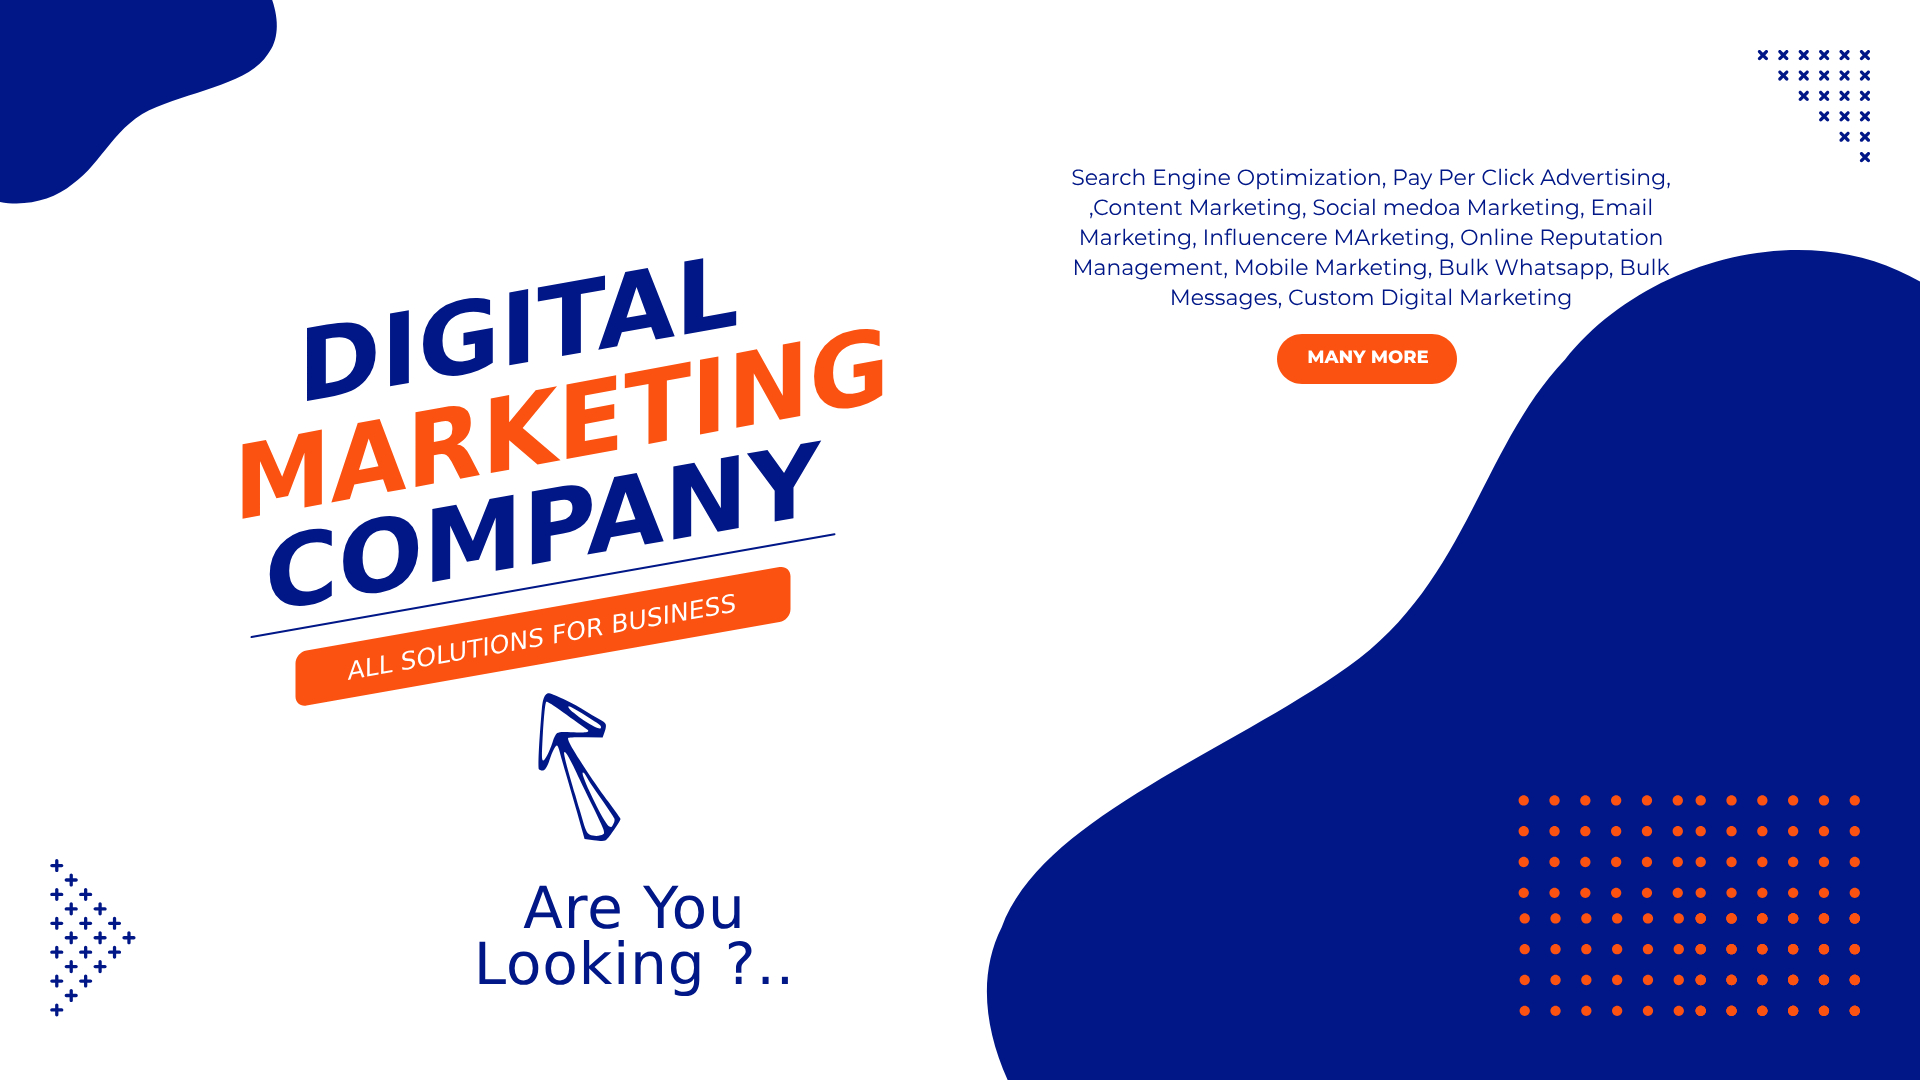 DIGITAL
MARKETING
COMPANY
ALL SOLUTIONS FOR BUSINESS
Are You
Looking ?..
Search Engine Optimization, Pay Per Click Advertising,
,Content Marketing, Social medoa Marketing, Email
Marketing, Influencere MArketing, Online Reputation
Management, Mobile Marketing, Bulk Whatsapp, Bulk
Messages, Custom Digital Marketing
MANY MORE